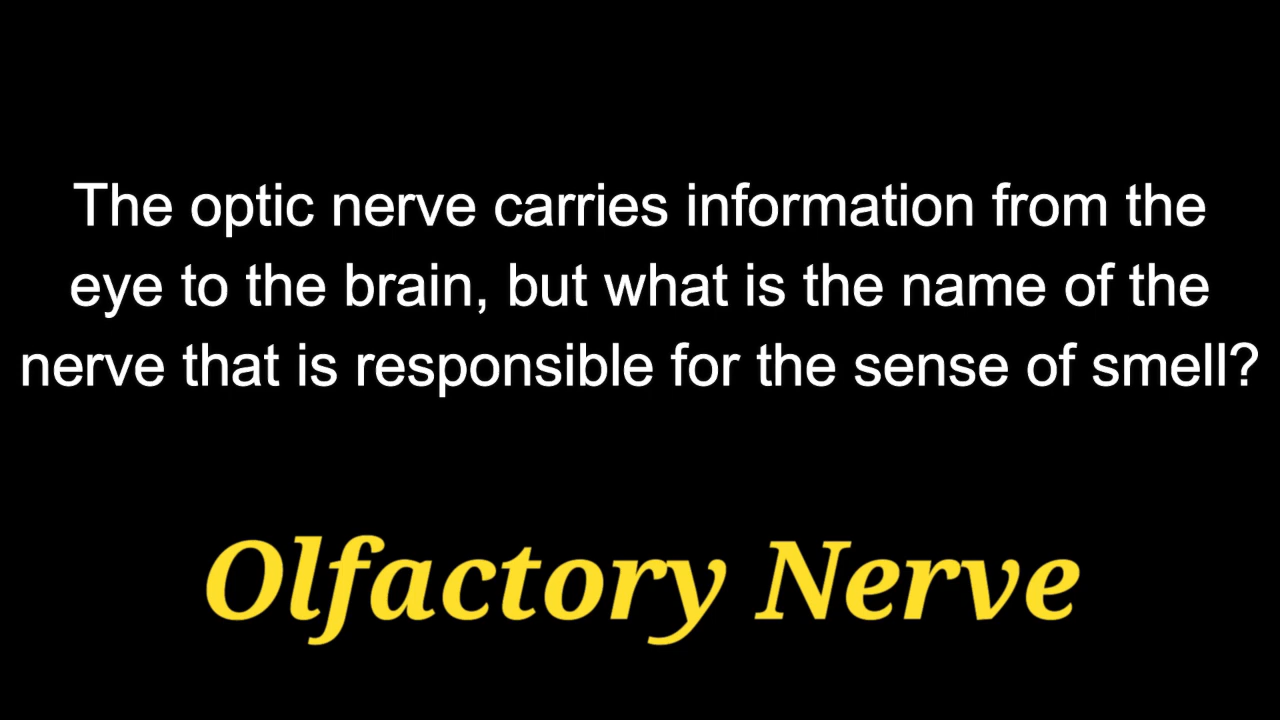 The optic nerve carries information from the
eye to the brain, but what is the name of the
nerve that is responsible for the sense of smell?
Olfactory Nerve